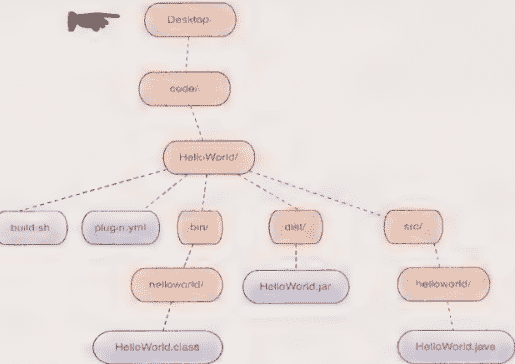 Desktop
code/
HelloWorld/
build.sh
plugin.yml
bin/
dist/
src/
helloworld/
HelloWorld.jar
helloworld/
HelloWorld.class
HelloWorld.java